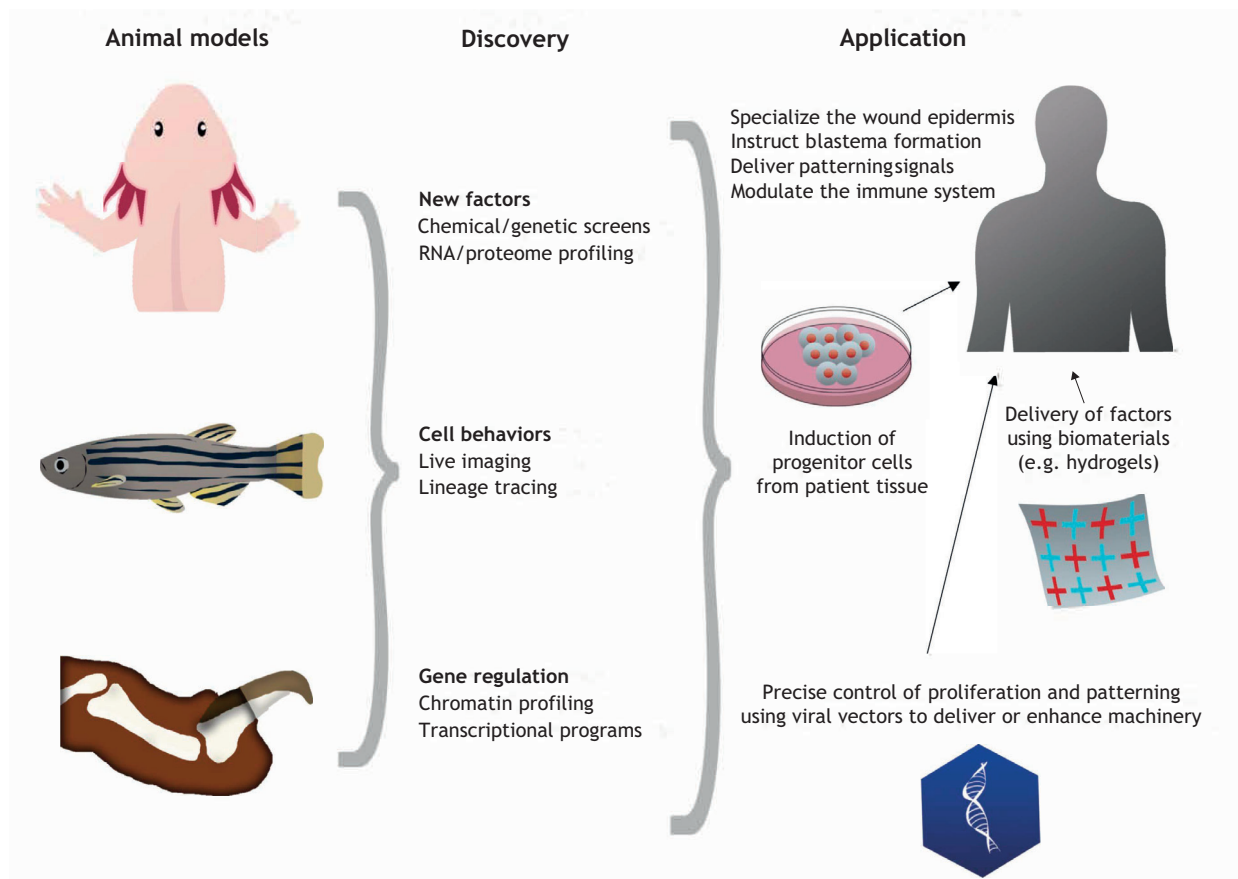 Animal models
Discovery
Application
New factors
Chemical/genetic screens
RNA/proteome profiling
Cell behaviors
Live imaging
Lineage tracing
Gene regulation
Chromatin profiling
Transcriptional programs
Specialize the wound epidermis
Instruct blastema formation
Deliver patterningsignals
Modulate the immune system
Induction of
progenitor cells
from patient tissue
Delivery of factors
using biomaterials
(e.g. hydrogels)
Precise control of proliferation and patterning
using viral vectors to deliver or enhance machinery